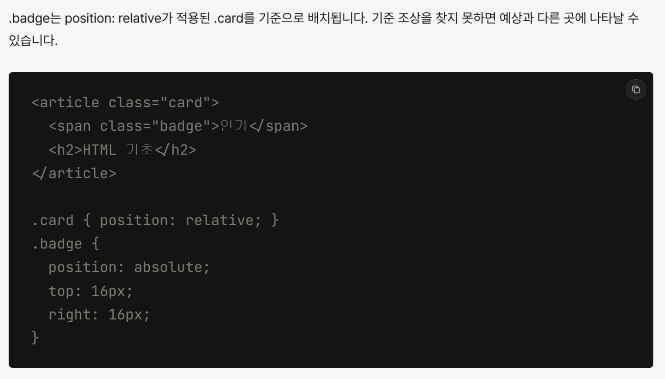 .badge는 position: relative가 적용된 .card를 기준으로 배치됩니다. 기준 조상을 찾지 못하면 예상과 다른 곳에 나타날 수
있습니다.
<article class="card">
  <span class="badge">인기</span>
  <h2>HTML 기초</h2>
</article>

.card { position: relative; }
.badge {
  position: absolute;
  top: 16px;
  right: 16px;
}